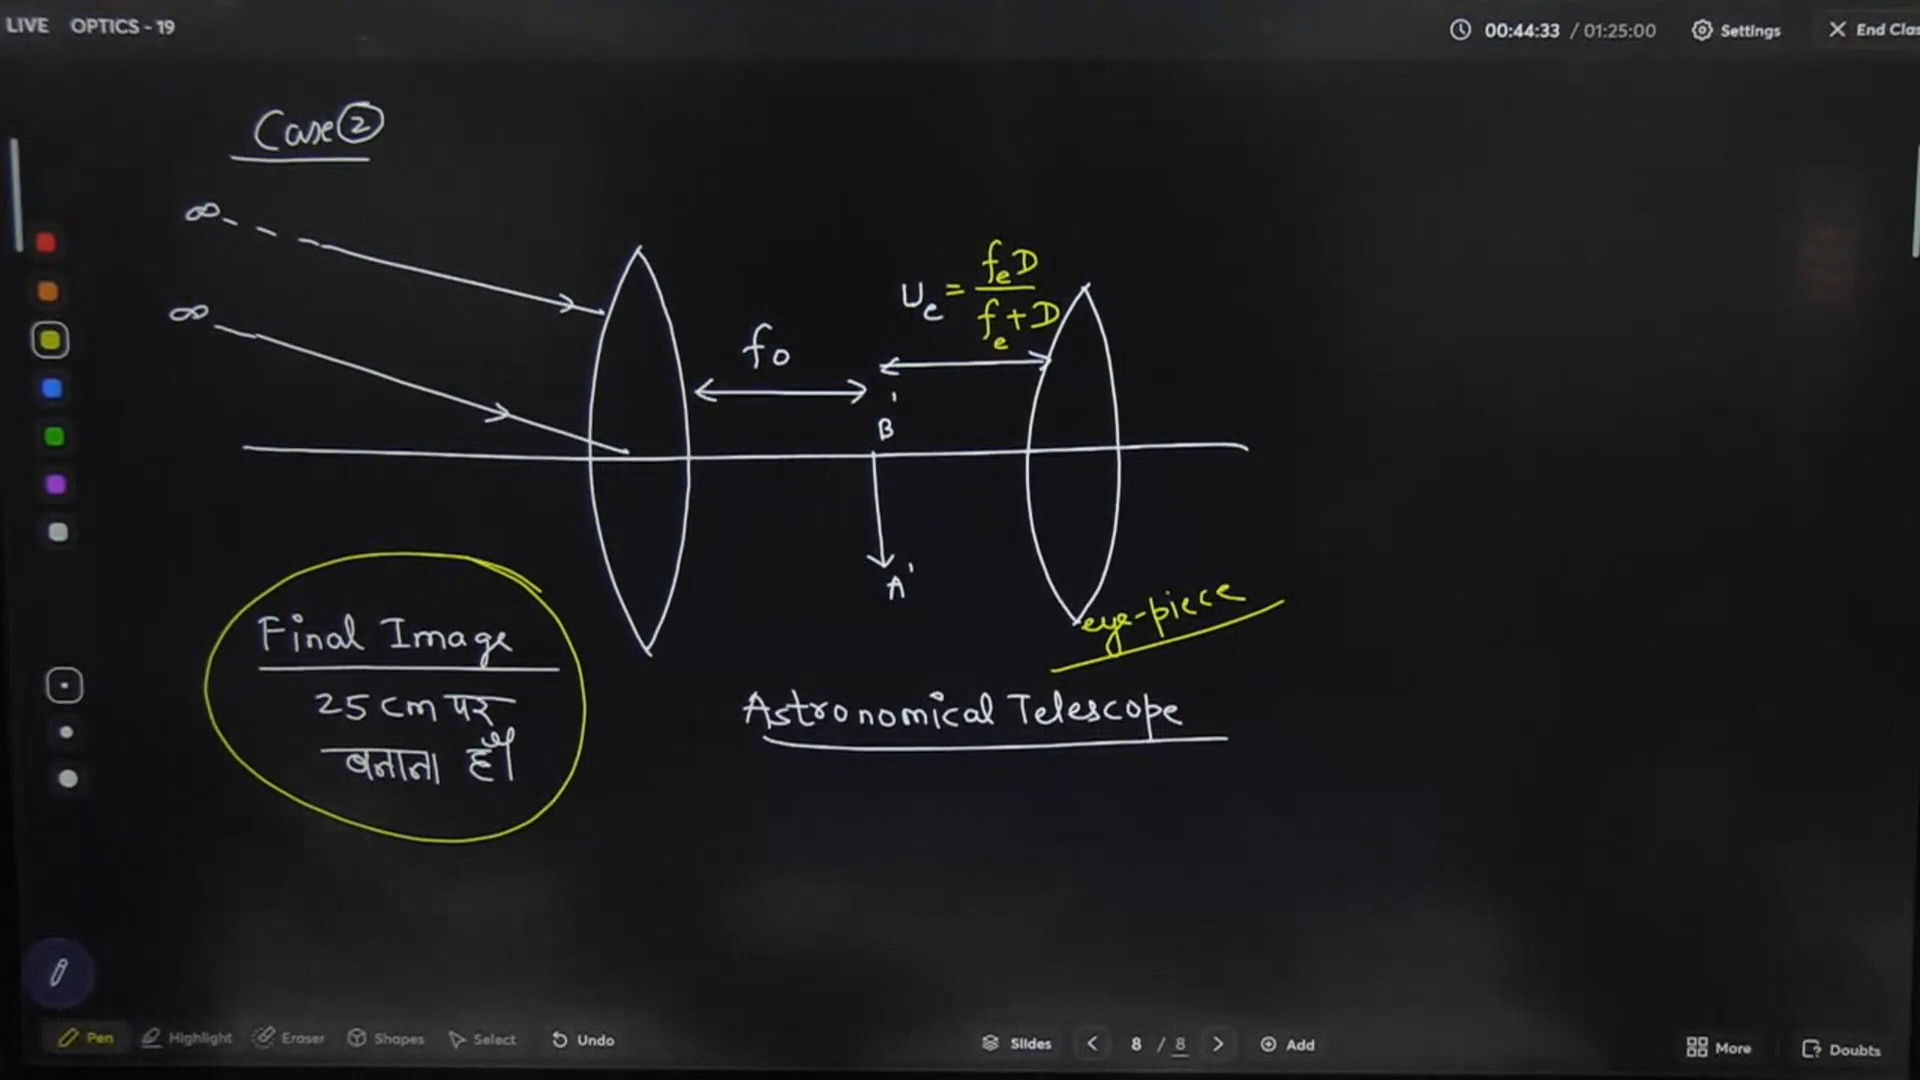 LIVE OPTICS - 19
00:44:33 / 01:25:00
Settings
End Clas
Case ②
∞
∞
fo
Ue = feD / fe+D
B'
A'
eye-piece
Final Image
25 cm पर
बनाना है।
Astronomical Telescope
Pen
Highlight
Eraser
Shapes
Select
Undo
Slides
8 / 8
Add
More
Doubts